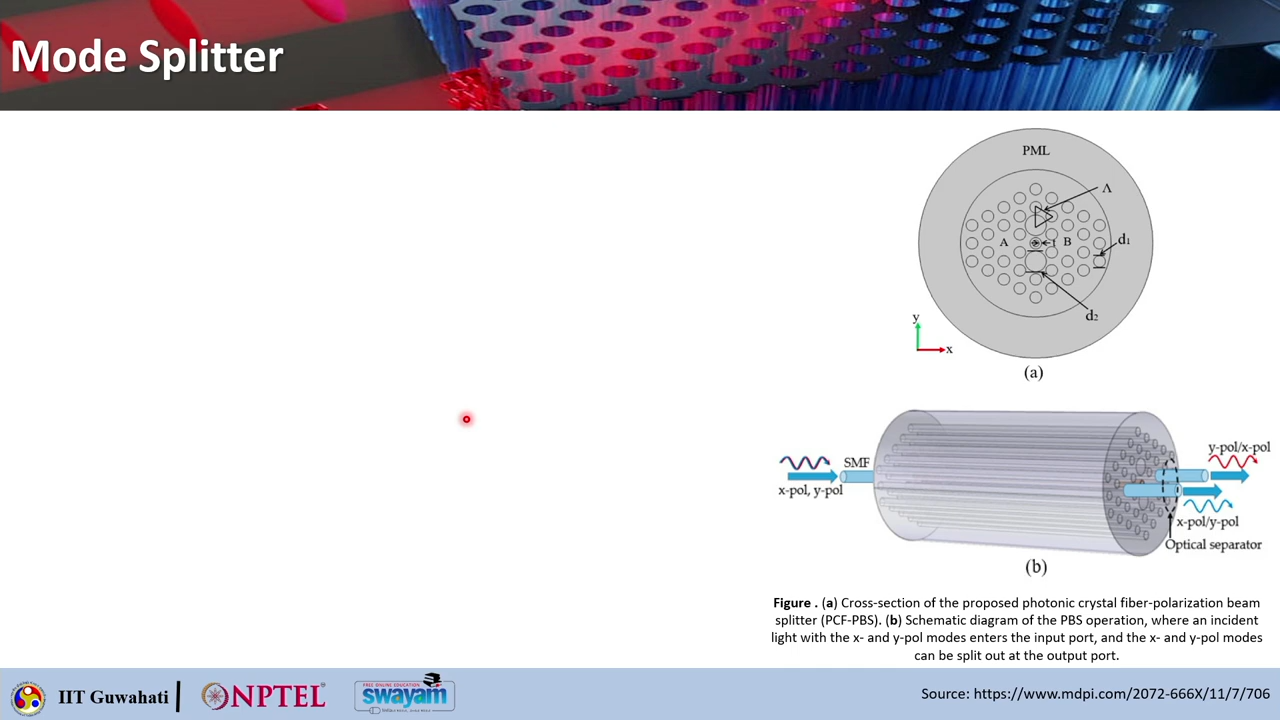 Mode Splitter
PML
Λ
A
t
B
d1
d2
y
x
(a)
SMF
x-pol, y-pol
y-pol/x-pol
x-pol/y-pol
Optical separator
(b)
Figure . (a) Cross-section of the proposed photonic crystal fiber-polarization beam
splitter (PCF-PBS). (b) Schematic diagram of the PBS operation, where an incident
light with the x- and y-pol modes enters the input port, and the x- and y-pol modes
can be split out at the output port.
IIT Guwahati
NPTEL
FREE ONLINE EDUCATION
swayam
Source: https://www.mdpi.com/2072-666X/11/7/706